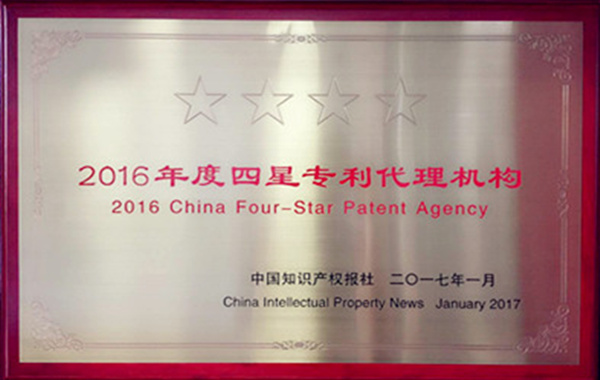 2016年度四星专利代理机构
2016 China Four-Star Patent Agency
中国知识产权报社 二〇一七年一月
China Intellectual Property News January 2017